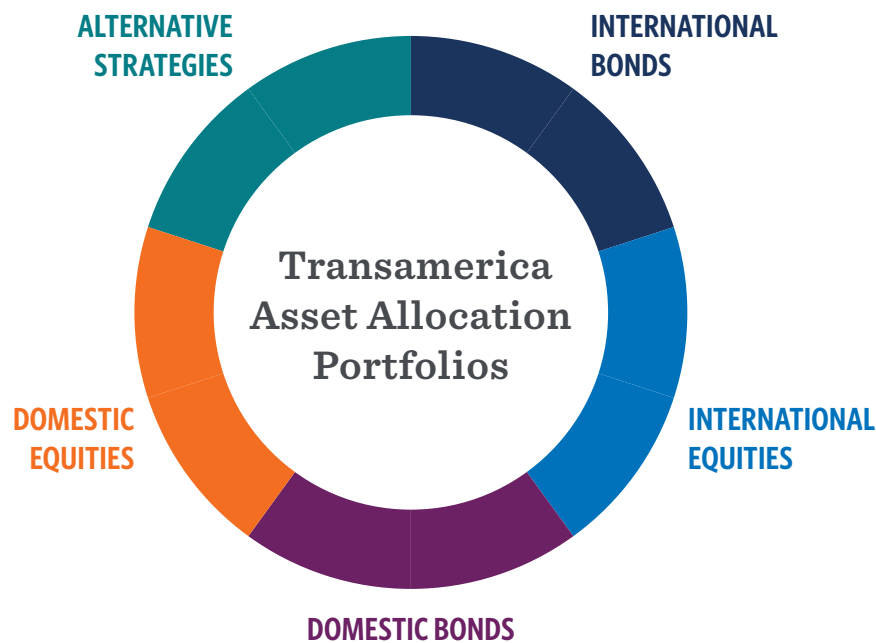 ALTERNATIVE
STRATEGIES
INTERNATIONAL
BONDS
Transamerica
Asset Allocation
Portfolios
DOMESTIC
EQUITIES
INTERNATIONAL
EQUITIES
DOMESTIC BONDS